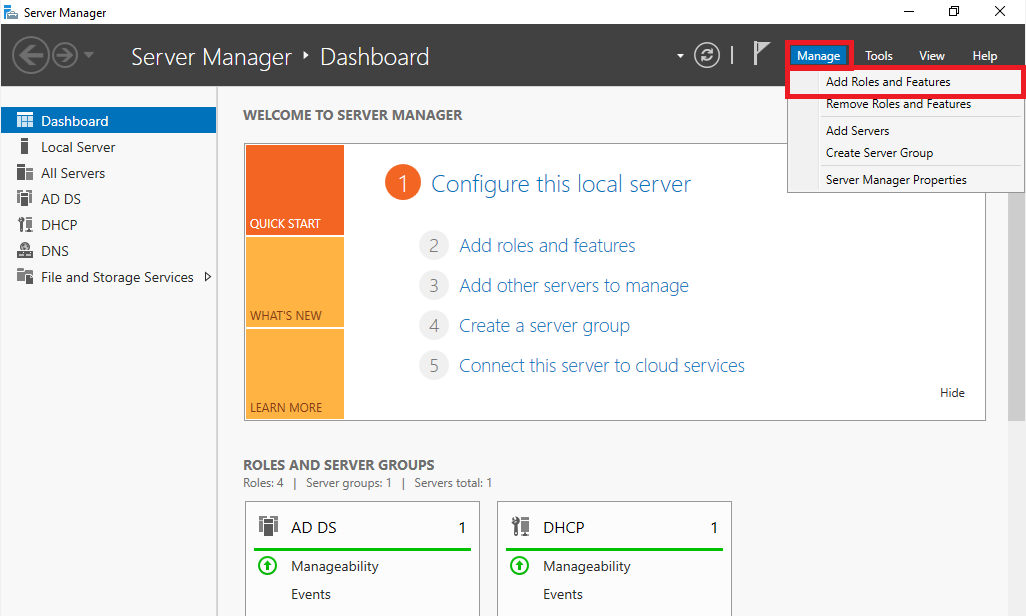 Server Manager
Server Manager ‣ Dashboard
Manage
Tools
View
Help
Add Roles and Features
Remove Roles and Features
Add Servers
Create Server Group
Server Manager Properties
Dashboard
Local Server
All Servers
AD DS
DHCP
DNS
File and Storage Services
WELCOME TO SERVER MANAGER
QUICK START
WHAT'S NEW
LEARN MORE
1 Configure this local server
2 Add roles and features
3 Add other servers to manage
4 Create a server group
5 Connect this server to cloud services
Hide
ROLES AND SERVER GROUPS
Roles: 4 | Server groups: 1 | Servers total: 1
AD DS 1
Manageability
Events
DHCP 1
Manageability
Events